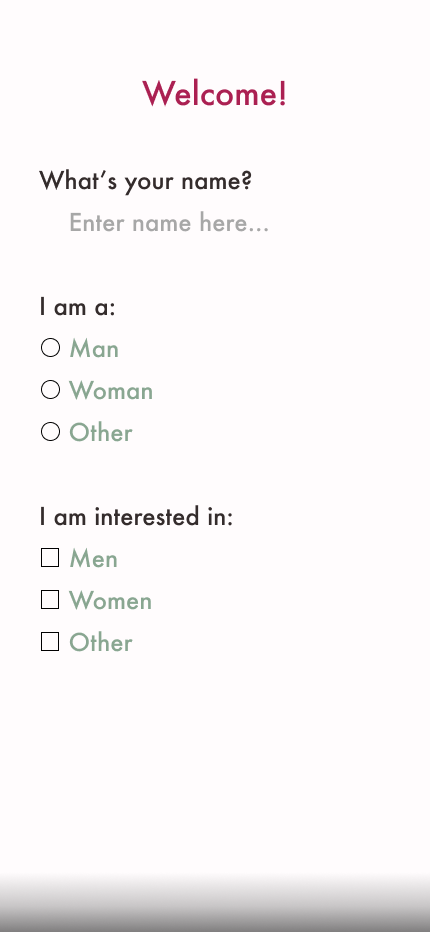 Welcome!
What’s your name?
Enter name here...
I am a:
Man
Woman
Other
I am interested in:
Men
Women
Other